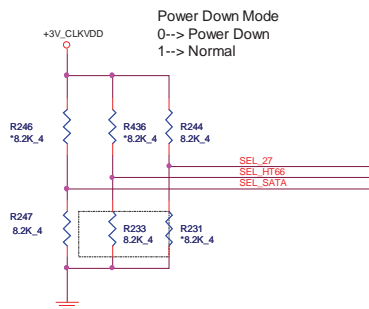 Power Down Mode
0--> Power Down
1--> Normal
+3V_CLKVDD
R246
*8.2K_4
R436
*8.2K_4
R244
8.2K_4
SEL_27
SEL_HT66
SEL_SATA
R247
8.2K_4
R233
8.2K_4
R231
*8.2K_4